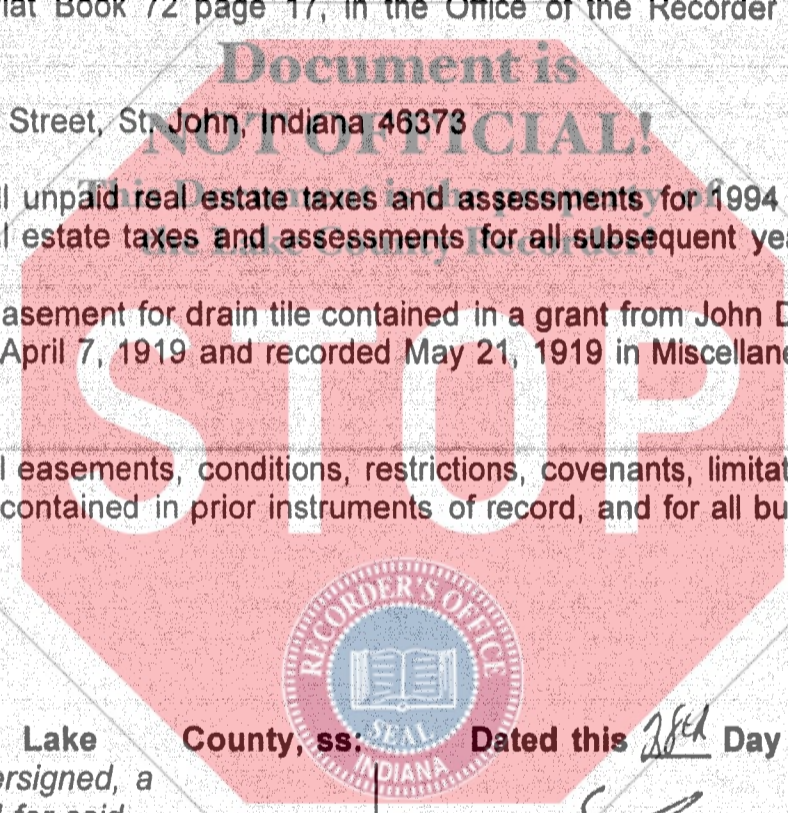 lat Book 72 page 17, in the Office of the Recorder
Document is
Street, St. John, Indiana 46373
NOT OFFICIAL!
ll unpaid real estate taxes and assessments for 1994
This Document is the property of
l estate taxes and assessments for all subsequent ye
the Lake County Recorder!
asement for drain tile contained in a grant from John D
April 7, 1919 and recorded May 21, 1919 in Miscellane
STOP
l easements, conditions, restrictions, covenants, limitat
contained in prior instruments of record, and for all bu
RECORDER'S OFFICE
SEAL
INDIANA
Lake County, ss: Dated this 28th Day
ersigned, a
d for said